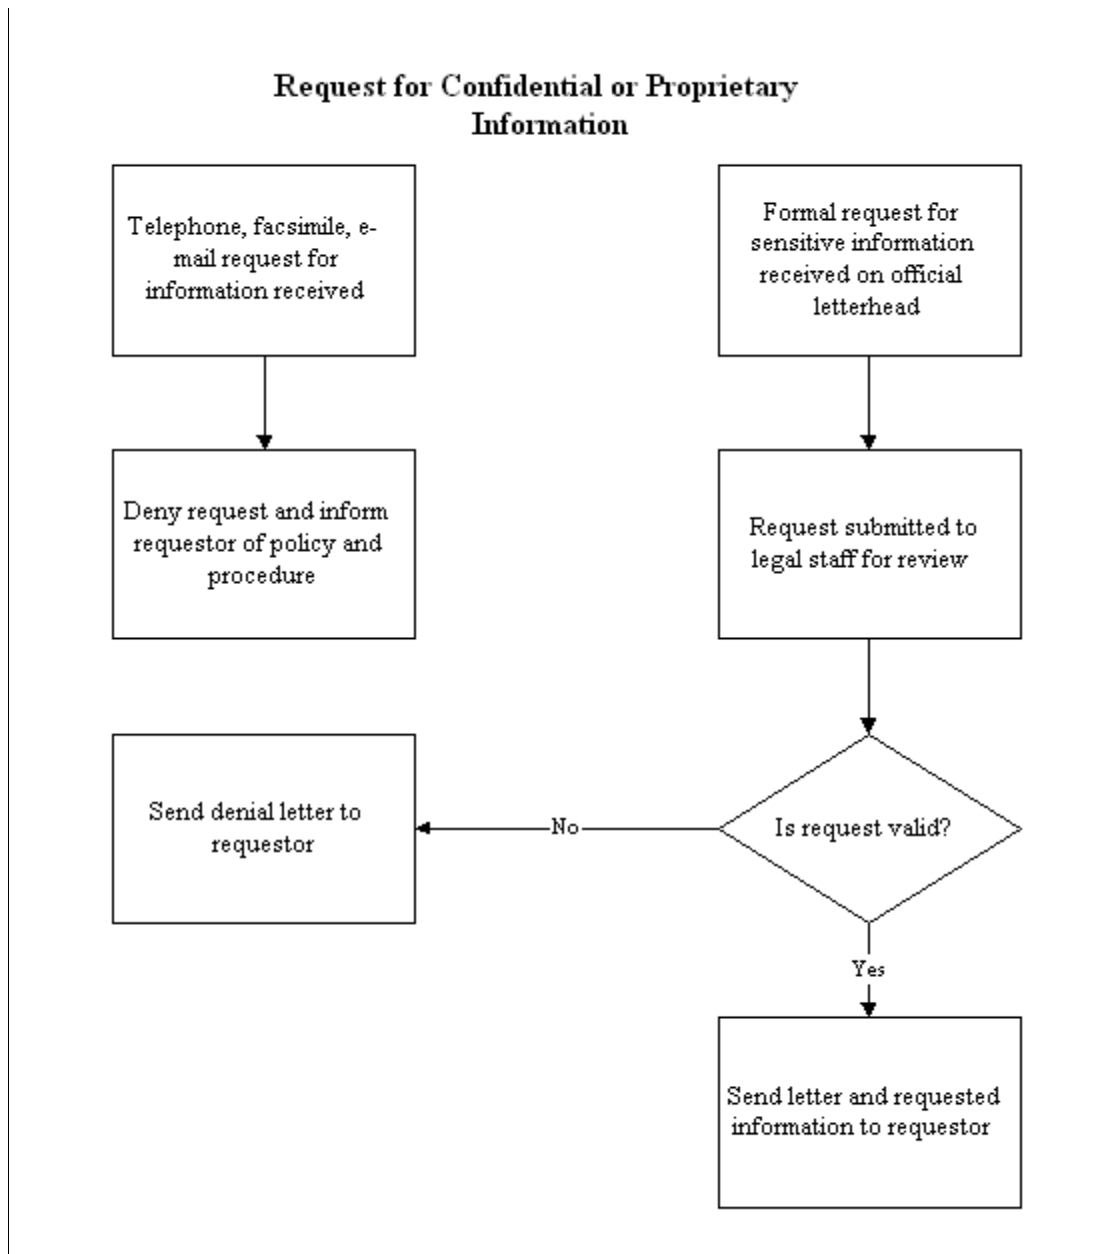 Request for Confidential or Proprietary
Information
Telephone, facsimile, e-
mail request for
information received
Formal request for
sensitive information
received on official
letterhead
Deny request and inform
requestor of policy and
procedure
Request submitted to
legal staff for review
Send denial letter to
requestor
No
Is request valid?
Yes
Send letter and requested
information to requestor